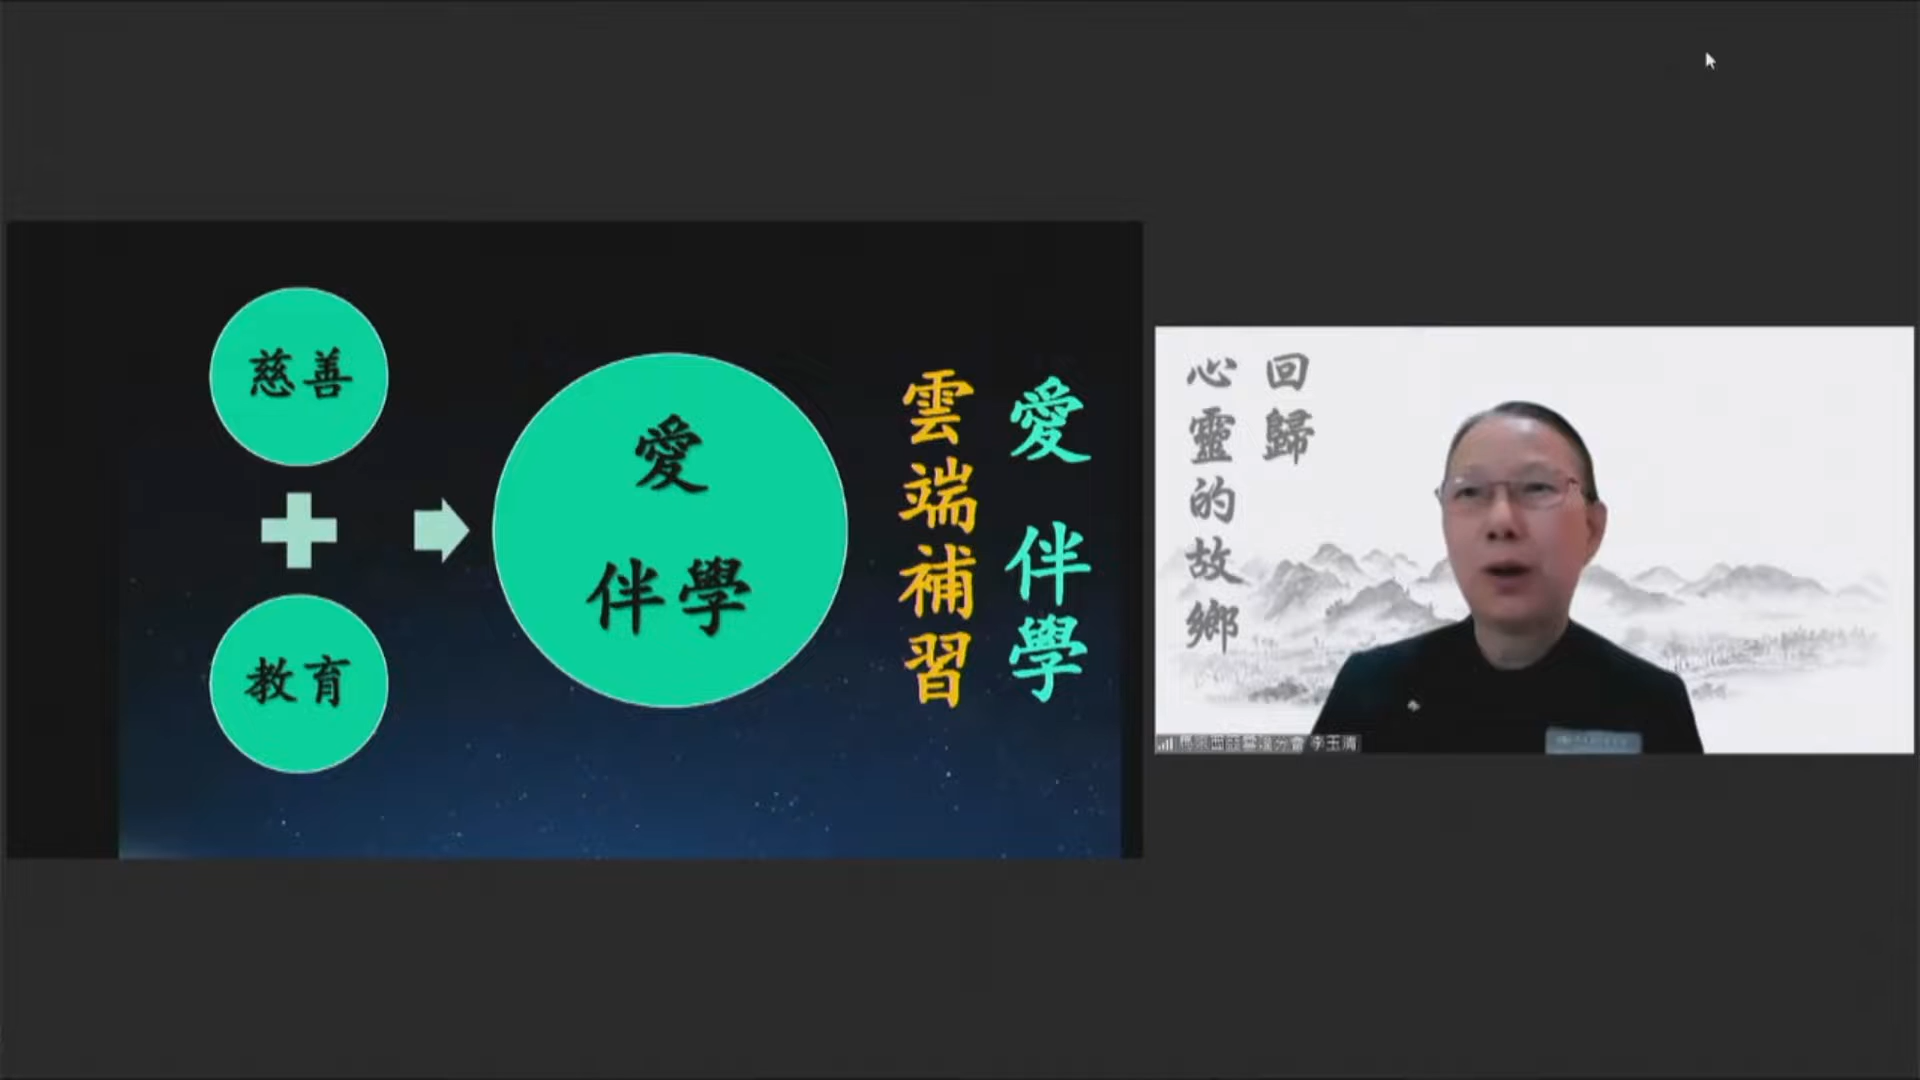 慈善
教育
愛
伴學
愛 伴學
雲端補習
回歸
心靈的故鄉
李玉清